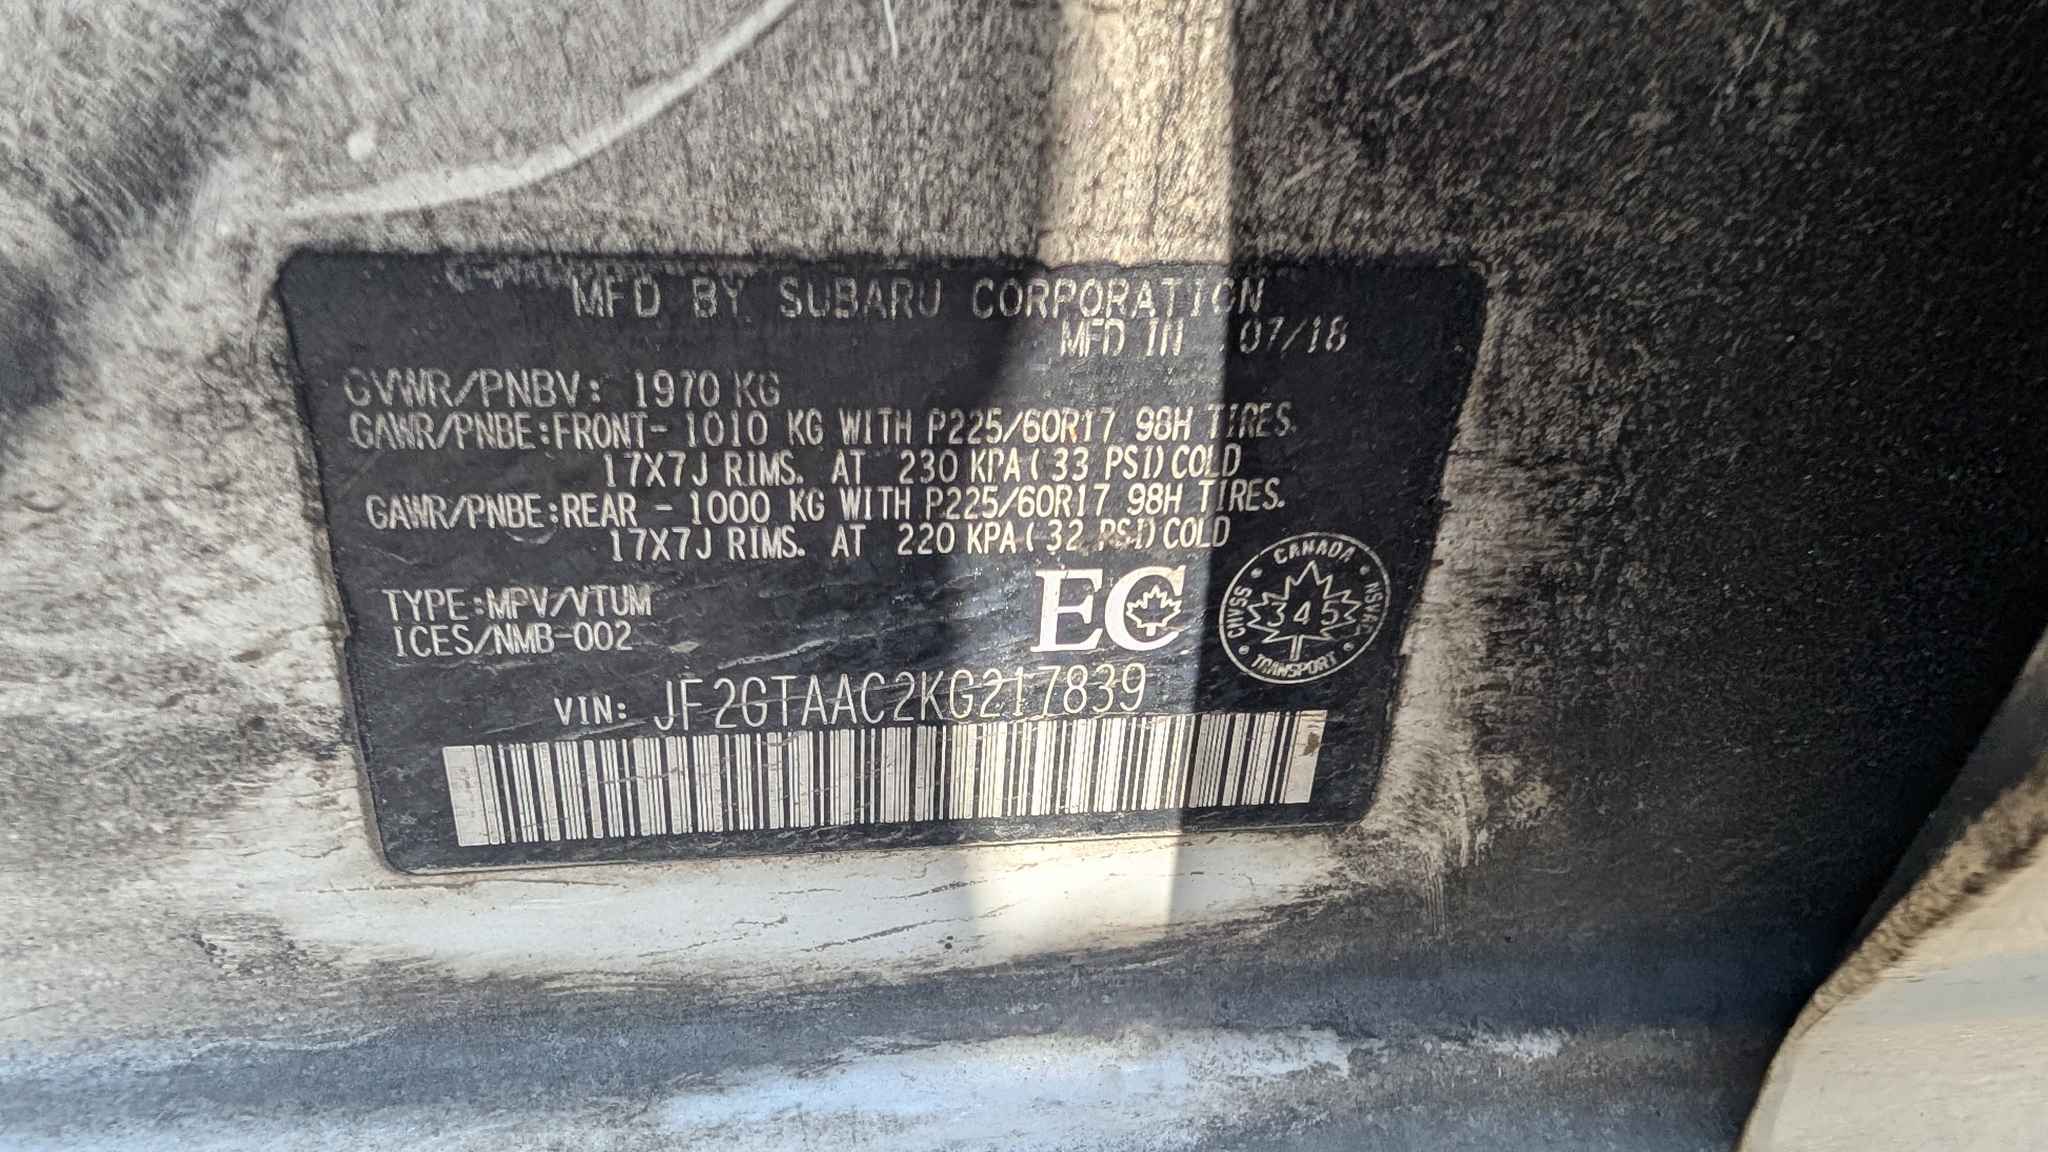 MFD BY SUBARU CORPORATION
MFD IN 07/18
GVWR/PNBV: 1970 KG
GAWR/PNBE:FRONT- 1010 KG WITH P225/60R17 98H TIRES.
17X7J RIMS. AT 230 KPA(33 PSI)COLD
GAWR/PNBE:REAR - 1000 KG WITH P225/60R17 98H TIRES.
17X7J RIMS. AT 220 KPA(32 PSI)COLD
TYPE:MPV/VTUM
ICES/NMB-002
EC
CANADA
CMVSS
NSVAC
345
TRANSPORT
VIN: JF2GTAAC2KG217839